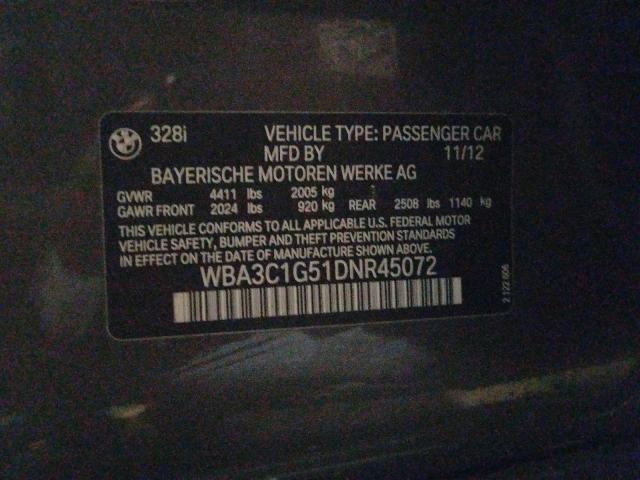 328i VEHICLE TYPE: PASSENGER CAR
MFD BY 11/12
BAYERISCHE MOTOREN WERKE AG
GVWR 4411 lbs 2005 kg
GAWR FRONT 2024 lbs 920 kg REAR 2508 lbs 1140 kg
THIS VEHICLE CONFORMS TO ALL APPLICABLE U.S. FEDERAL MOTOR
VEHICLE SAFETY, BUMPER AND THEFT PREVENTION STANDARDS
IN EFFECT ON THE DATE OF MANUFACTURE SHOWN ABOVE.
WBA3C1G51DNR45072